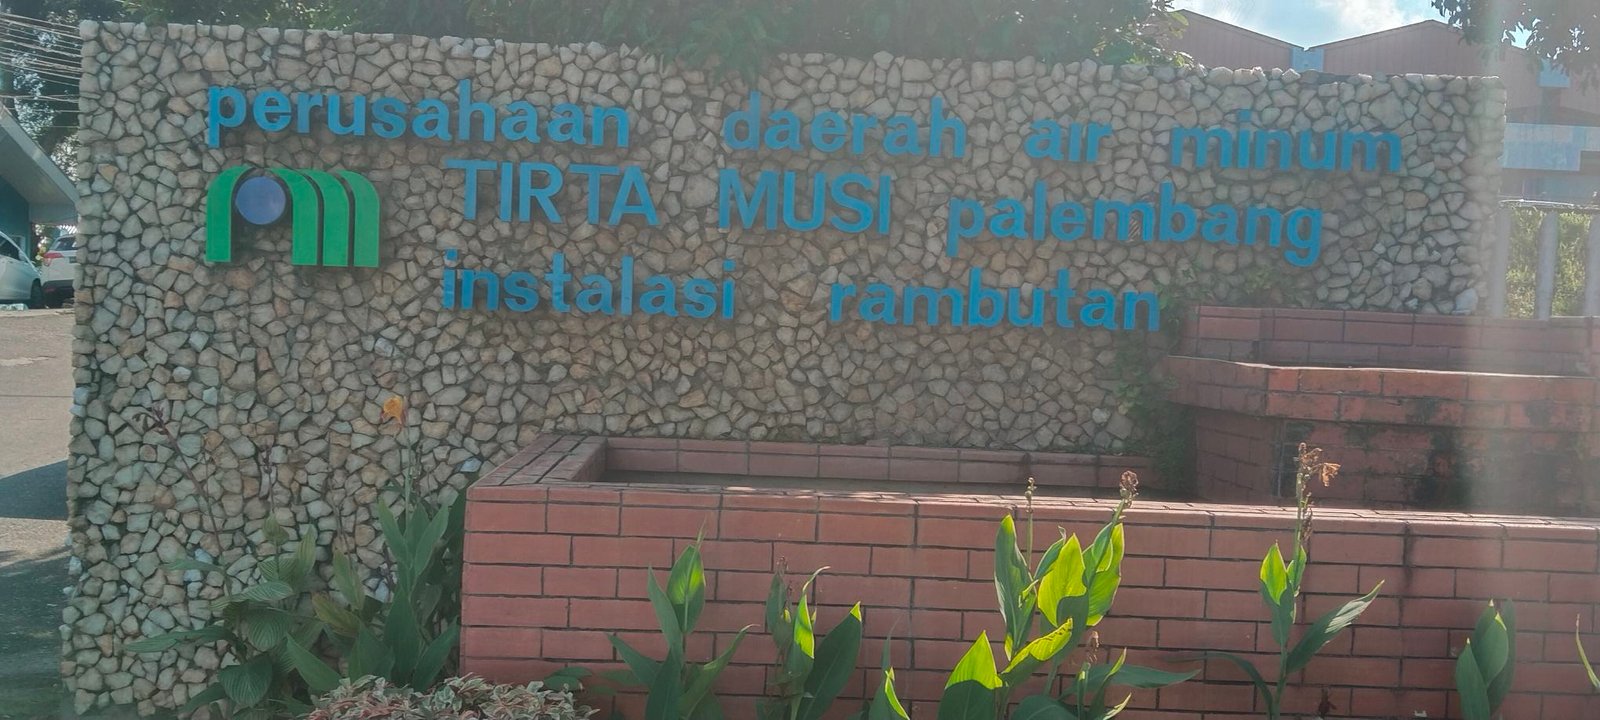 perusahaan daerah air minum
TIRTA MUSI palembang
instalasi rambutan